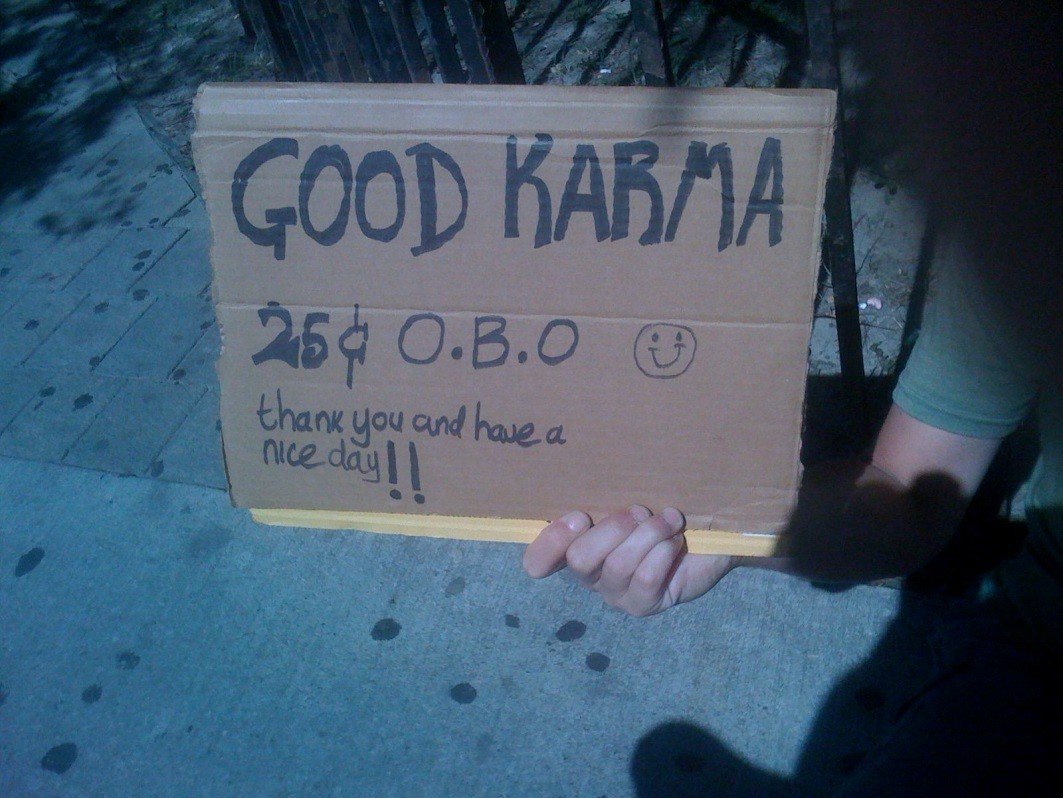 GOOD KARMA
25¢ O.B.O
thank you and have a
nice day!!